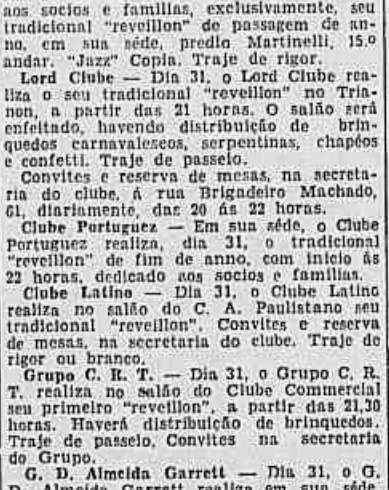 aos socios e familias, exclusivamente, seu
tradicional "reveillon" de passagem de an-
no, em sua séde, predio Martinelli, 15.º
andar. "Jazz" Copia. Traje de rigor.
Lord Clube — Dia 31, o Lord Clube rea-
liza o seu tradicional "reveillon" no Tria-
non, a partir das 21 horas. O salão será
enfeitado, havendo distribuição de brin-
quedos carnavalescos, serpentinas, chapéos
e confetti. Traje de passeio.
Convites e reserva de mesas, na secreta-
ria do clube, á rua Brigadeiro Machado,
61, diariamente, das 20 ás 22 horas.
Clube Portuguez — Em sua séde, o Clube
Portuguez realiza, dia 31, o tradicional
"reveillon" de fim de anno, com inicio ás
22 horas, dedicado aos socios e familias.
Clube Latino — Dia 31, o Clube Latino
realiza no salão do C. A. Paulistano seu
tradicional "reveillon". Convites e reserva
de mesas, na secretaria do clube. Traje de
rigor ou branco.
Grupo C. R. T. — Dia 31, o Grupo C. R.
T. realiza no salão do Clube Commercial
seu primeiro "reveillon", a partir das 21,30
horas. Haverá distribuição de brinquedos.
Traje de passeio, Convites na secretaria
do Grupo.
G. D. Almeida Garrett — Dia 31, o G.
D. Almeida Garrett realiza em sua séde